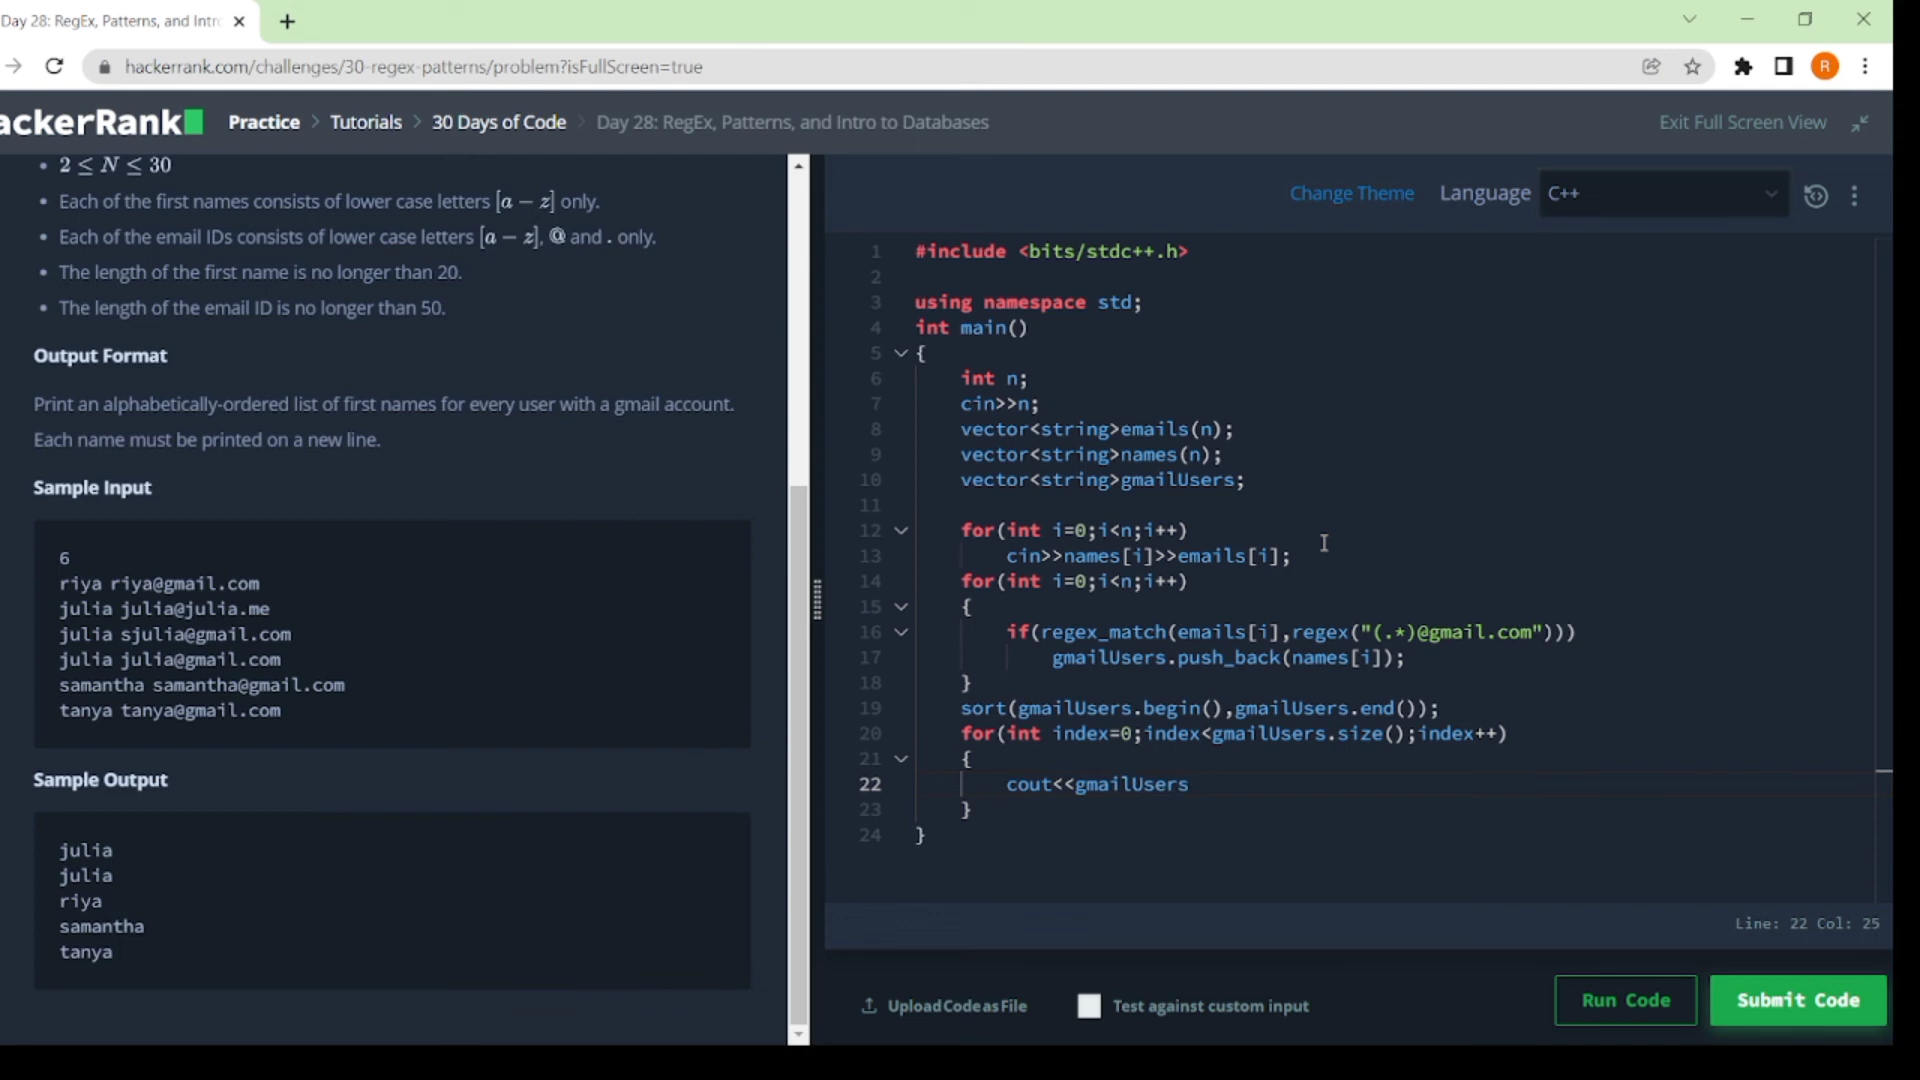 Day 28: RegEx, Patterns, and Intro
hackerrank.com/challenges/30-regex-patterns/problem?isFullScreen=true
R
ackerRank
Practice > Tutorials > 30 Days of Code > Day 28: RegEx, Patterns, and Intro to Databases
Exit Full Screen View
• 2 ≤ N ≤ 30
• Each of the first names consists of lower case letters [a − z] only.
• Each of the email IDs consists of lower case letters [a − z], @ and . only.
• The length of the first name is no longer than 20.
• The length of the email ID is no longer than 50.
Output Format
Print an alphabetically-ordered list of first names for every user with a gmail account.
Each name must be printed on a new line.
Sample Input
6
riya riya@gmail.com
julia julia@julia.me
julia sjulia@gmail.com
julia julia@gmail.com
samantha samantha@gmail.com
tanya tanya@gmail.com
Sample Output
julia
julia
riya
samantha
tanya
Change Theme Language C++
1 #include <bits/stdc++.h>
2
3 using namespace std;
4 int main()
5 {
6 int n;
7 cin>>n;
8 vector<string>emails(n);
9 vector<string>names(n);
10 vector<string>gmailUsers;
11
12 for(int i=0;i<n;i++)
13 cin>>names[i]>>emails[i];
14 for(int i=0;i<n;i++)
15 {
16 if(regex_match(emails[i],regex("(.*)@gmail.com")))
17 gmailUsers.push_back(names[i]);
18 }
19 sort(gmailUsers.begin(),gmailUsers.end());
20 for(int index=0;index<gmailUsers.size();index++)
21 {
22 cout<<gmailUsers
23 }
24 }
Line: 22 Col: 25
Upload Code as File
Test against custom input
Run Code
Submit Code